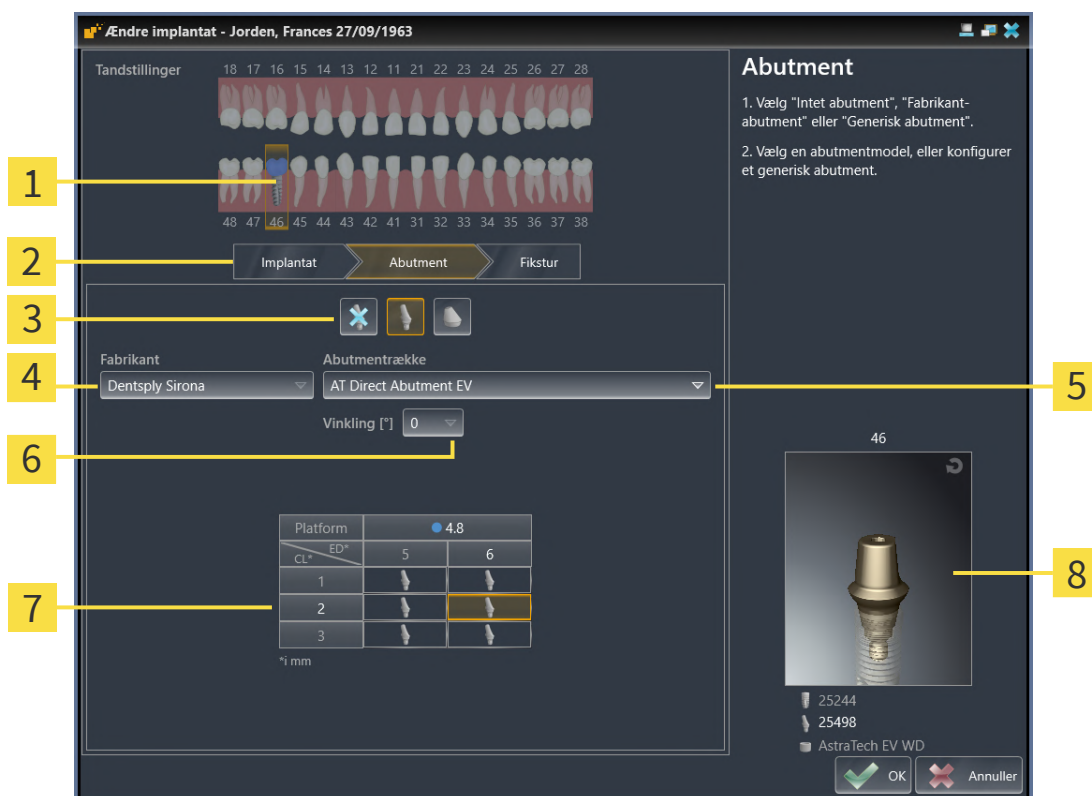 Ændre implantat - Jorden, Frances 27/09/1963
Tandstillinger
18 17 16 15 14 13 12 11 21 22 23 24 25 26 27 28
1
48 47 46 45 44 43 42 41 31 32 33 34 35 36 37 38
2
Implantat
Abutment
Fikstur
3
Fabrikant
Abutmentrække
4
Dentsply Sirona
AT Direct Abutment EV
5
Vinkling [°] 0
6
Platform 4.8
CL* ED* 5 6
1
7
2
3
*i mm
Abutment
1. Vælg "Intet abutment", "Fabrikant-
abutment" eller "Generisk abutment".
2. Vælg en abutmentmodel, eller konfigurer
et generisk abutment.
46
8
25244
25498
AstraTech EV WD
OK
Annuller